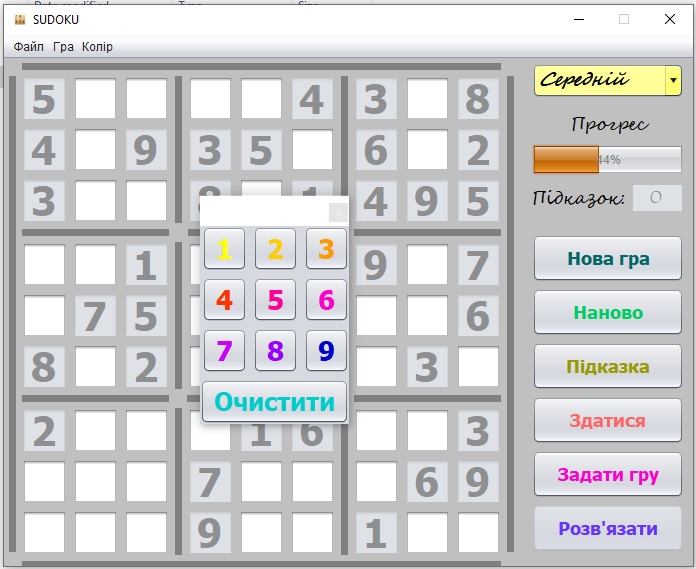 SUDOKU
Файл Гра Колір
5 4 3 8
4 9 3 5 6 2
3 8 1 4 9 5
1 9 7
7 5 6
8 2 3
2 1 6 3
7 6 9
9 1
1 2 3
4 5 6
7 8 9
Очистити
Середній
Прогрес
44%
Підказок: 0
Нова гра
Наново
Підказка
Здатися
Задати гру
Розв'язати